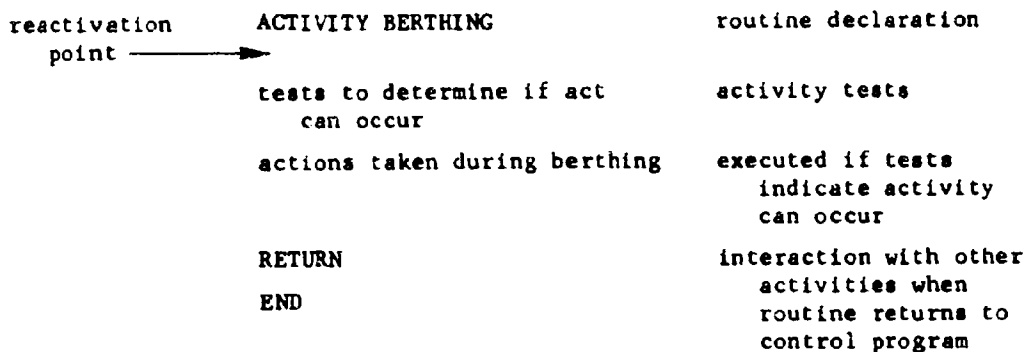 reactivation ACTIVITY BERTHING routine declaration
point
tests to determine if act activity tests
can occur
actions taken during berthing executed if tests
indicate activity
can occur
RETURN interaction with other
activities when
END
routine returns to
control program